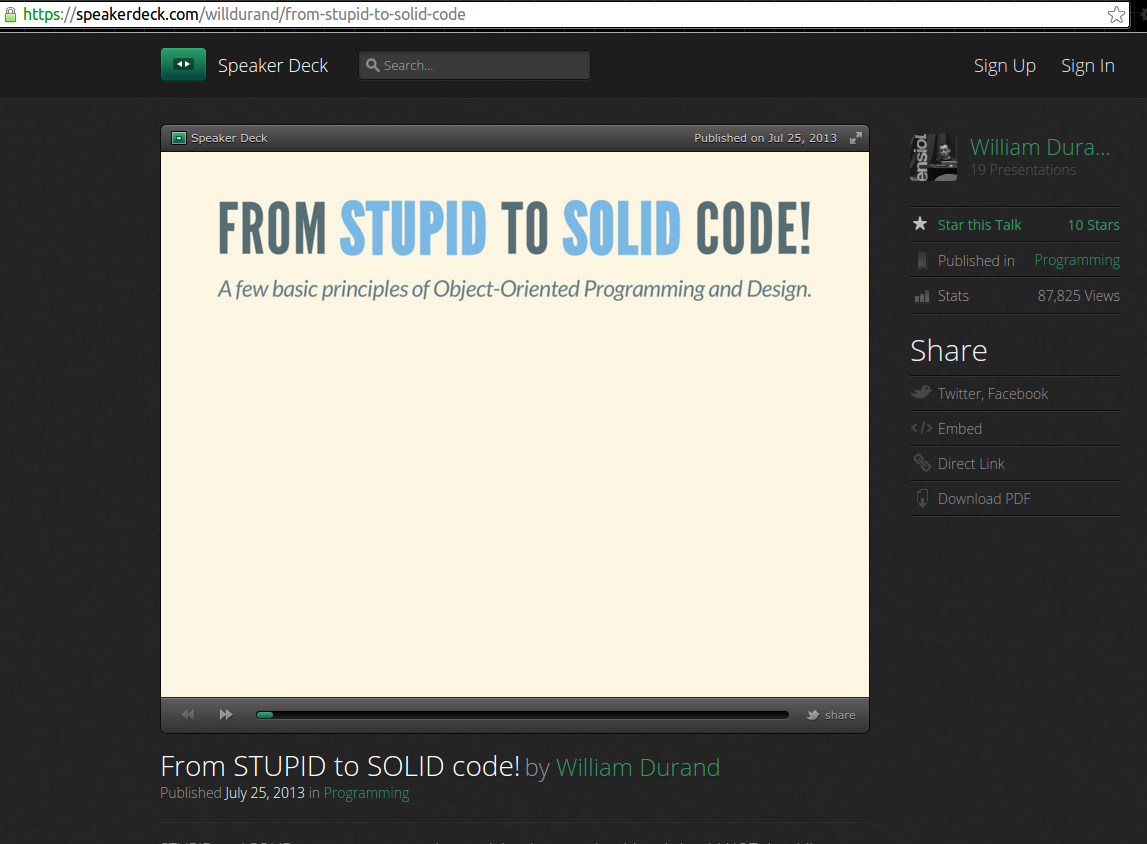 https://speakerdeck.com/willdurand/from-stupid-to-solid-code
Speaker Deck
Search...
Sign Up
Sign In
Speaker Deck
Published on Jul 25, 2013
FROM STUPID TO SOLID CODE!
A few basic principles of Object-Oriented Programming and Design.
share
From STUPID to SOLID code! by William Durand
Published July 25, 2013 in Programming
ensiol
William Dura...
19 Presentations
Star this Talk 10 Stars
Published in Programming
Stats 87,825 Views
Share
Twitter, Facebook
Embed
Direct Link
Download PDF